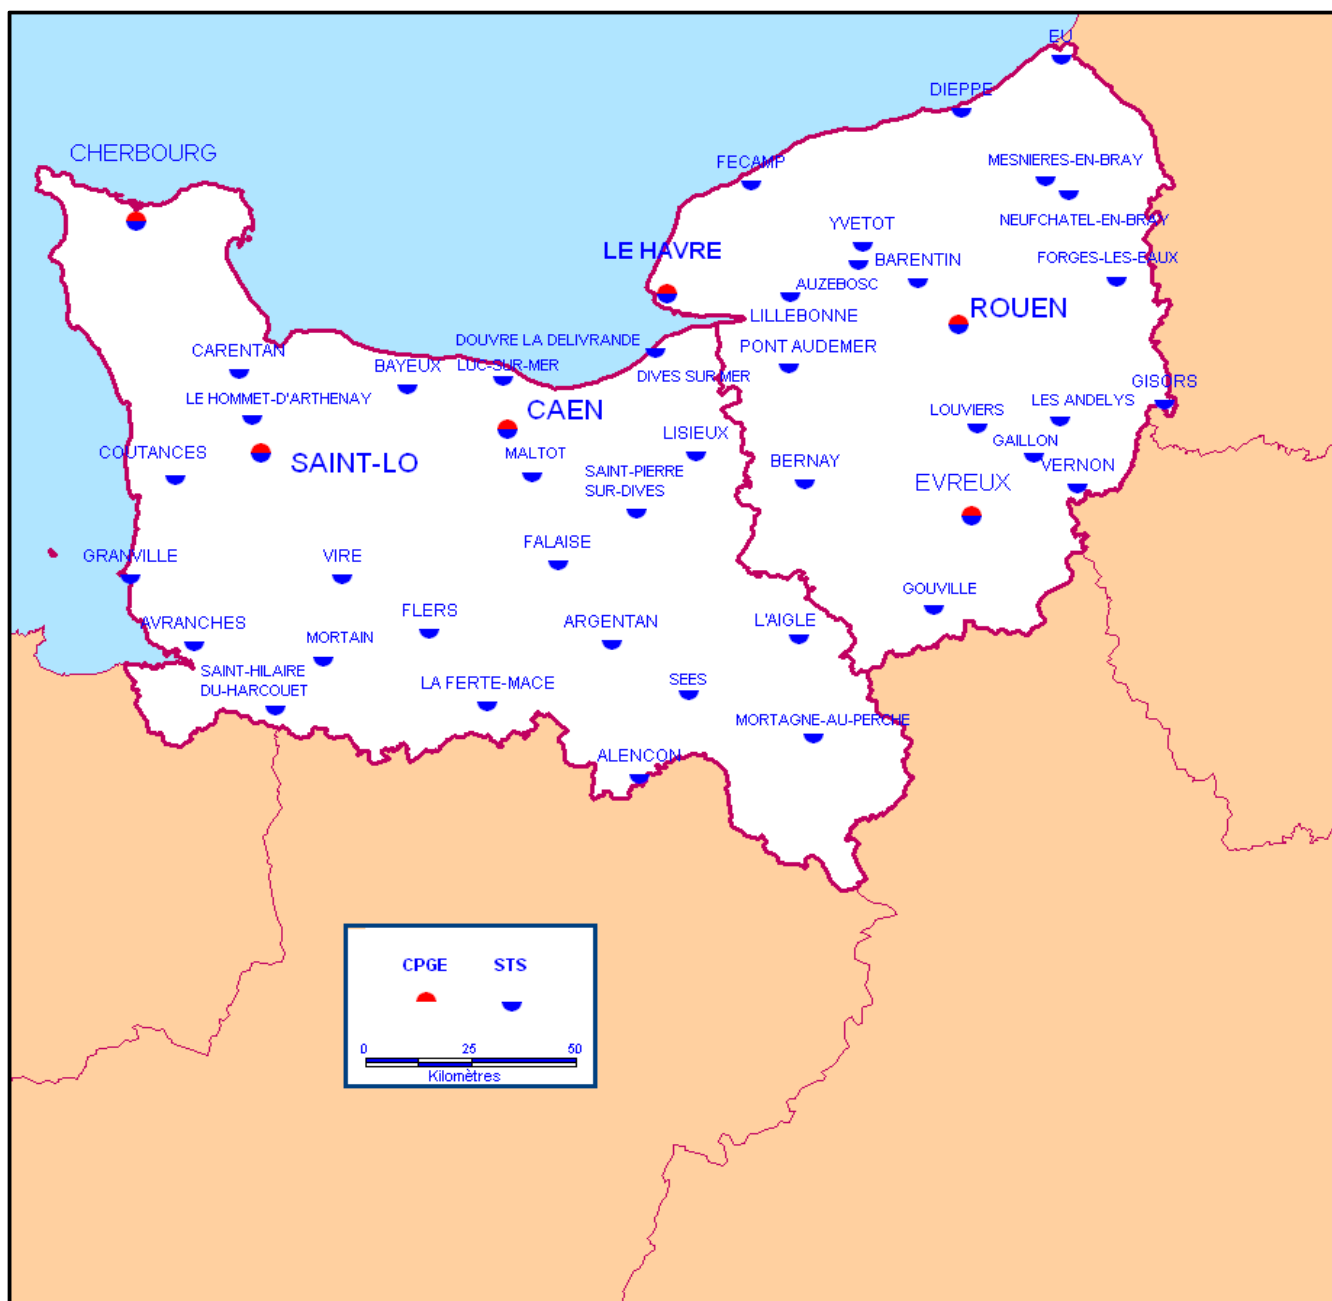 EU
DIEPPE
CHERBOURG
FECAMP
MESNIERES-EN-BRAY
NEUFCHATEL-EN-BRAY
YVETOT
LE HAVRE
BARENTIN
FORGES-LES-EAUX
AUZEBOSC
ROUEN
LILLEBONNE
DOUVRE LA DELIVRANDE
PONT AUDEMER
CARENTAN
BAYEUX
LUC-SUR-MER
DIVES SUR MER
GISORS
LE HOMMET-D'ARTHENAY
CAEN
LOUVIERS
LES ANDELYS
LISIEUX
GAILLON
COUTANCES
SAINT-LO
MALTOT
SAINT-PIERRE
SUR-DIVES
BERNAY
VERNON
EVREUX
GRANVILLE
VIRE
FALAISE
GOUVILLE
FLERS
AVRANCHES
ARGENTAN
L'AIGLE
MORTAIN
SAINT-HILAIRE
DU-HARCOUET
LA FERTE-MACE
SEES
MORTAGNE-AU-PERCHE
ALENCON
CPGE STS
0 25 50
Kilomètres